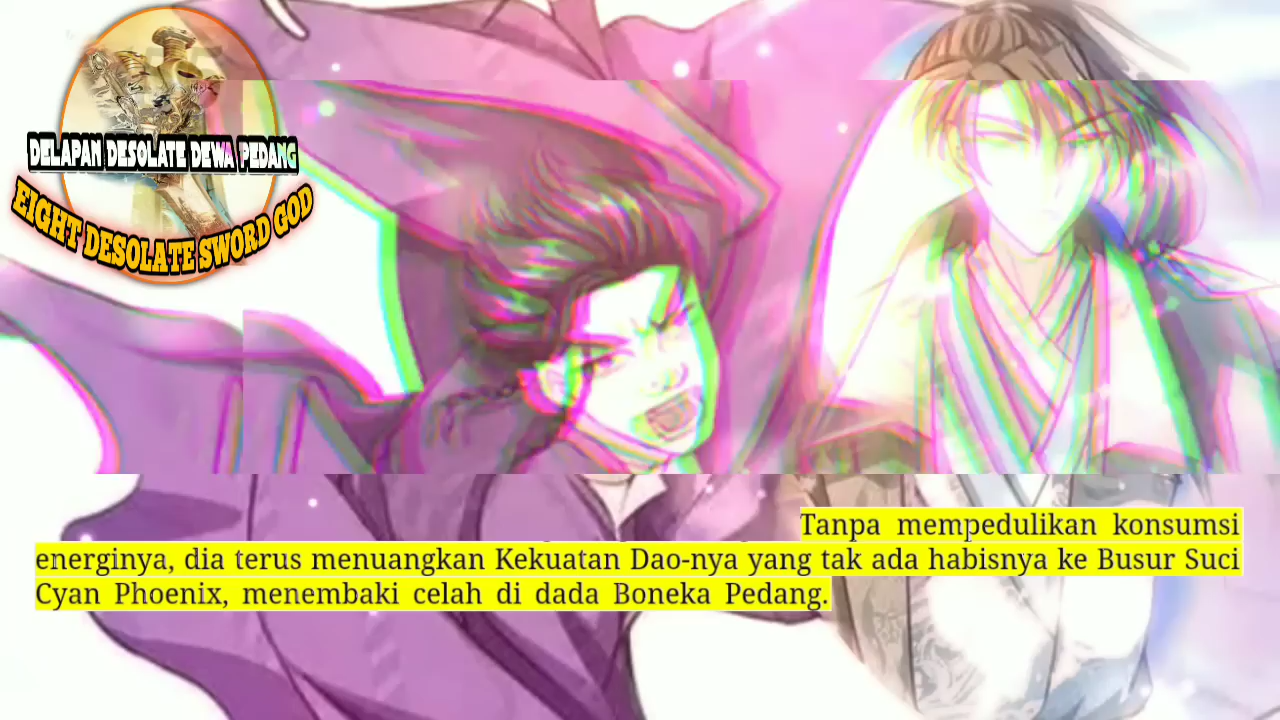 DELAPAN DESOLATE DEWA PEDANG
EIGHT DESOLATE SWORD GOD
Tanpa mempedulikan konsumsi
energinya, dia terus menuangkan Kekuatan Dao-nya yang tak ada habisnya ke Busur Suci
Cyan Phoenix, menembaki celah di dada Boneka Pedang.